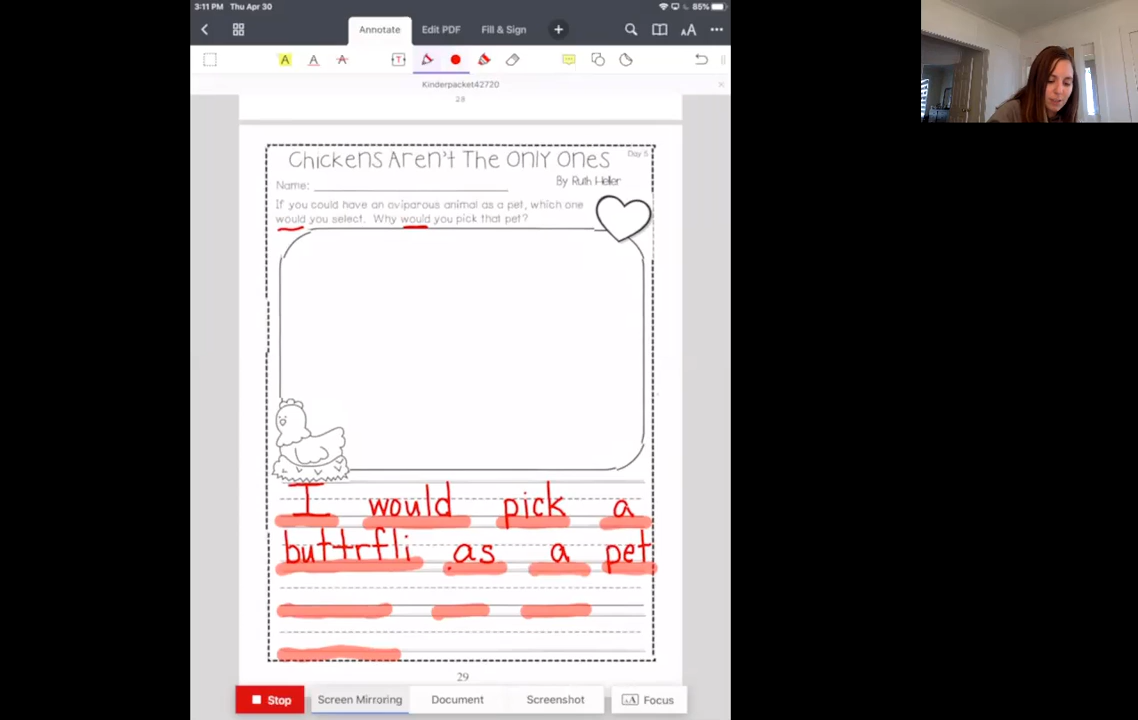 3:11 PM Thu Apr 30 85%
Annotate Edit PDF Fill & Sign +
Kinderpacket42720
28
Chickens Aren't The Only Ones Day 5
By Ruth Heller
Name:
If you could have an oviparous animal as a pet, which one
would you select. Why would you pick that pet?
I would pick a
buttrfli as a pet
29
Stop Screen Mirroring Document Screenshot Focus